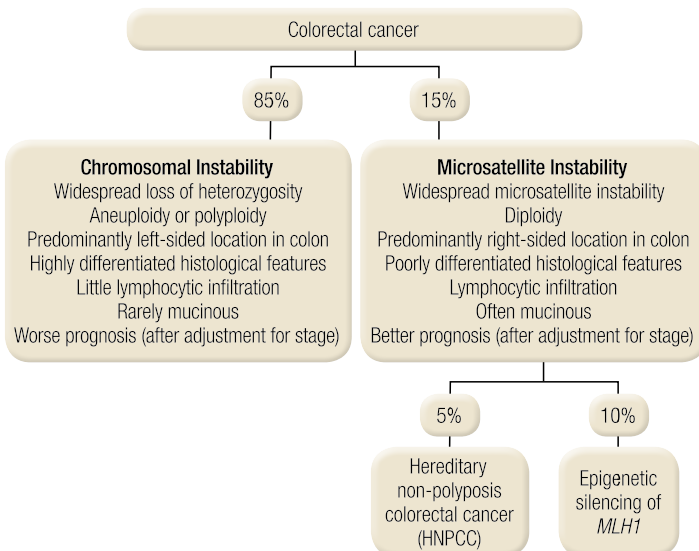 Colorectal cancer
85%
15%
Chromosomal Instability
Widespread loss of heterozygosity
Aneuploidy or polyploidy
Predominantly left-sided location in colon
Highly differentiated histological features
Little lymphocytic infiltration
Rarely mucinous
Worse prognosis (after adjustment for stage)
Microsatellite Instability
Widespread microsatellite instability
Diploidy
Predominantly right-sided location in colon
Poorly differentiated histological features
Lymphocytic infiltration
Often mucinous
Better prognosis (after adjustment for stage)
5%
10%
Hereditary
non-polyposis
colorectal cancer
(HNPCC)
Epigenetic
silencing of
MLH1